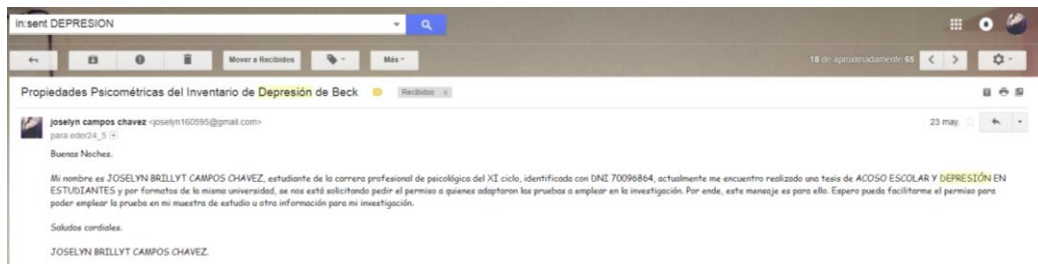 in:sent DEPRESION
Mover a Recibidos
Más
18 de aproximadamente 65
Propiedades Psicométricas del Inventario de Depresión de Beck
Recibidos x
joselyn campos chavez <joselyn160595@gmail.com>
23 may.
para eder24_5
Buenas Noches.
Mi nombre es JOSELYN BRILLYT CAMPOS CHAVEZ, estudiante de la carrera profesional de psicológica del XI ciclo, identificada con DNI 70096864, actualmente me encuentro realizado una tesis de ACOSO ESCOLAR Y DEPRESIÓN EN
ESTUDIANTES y por formatos de la misma universidad, se nos está solicitando pedir el permiso a quienes adaptaron las pruebas a emplear en la investigación. Por ende, este mensaje es para ello. Espero pueda facilitarme el permiso para
poder emplear la prueba en mi muestra de estudio u otra información para mi investigación.
Saludos cordiales.
JOSELYN BRILLYT CAMPOS CHAVEZ.